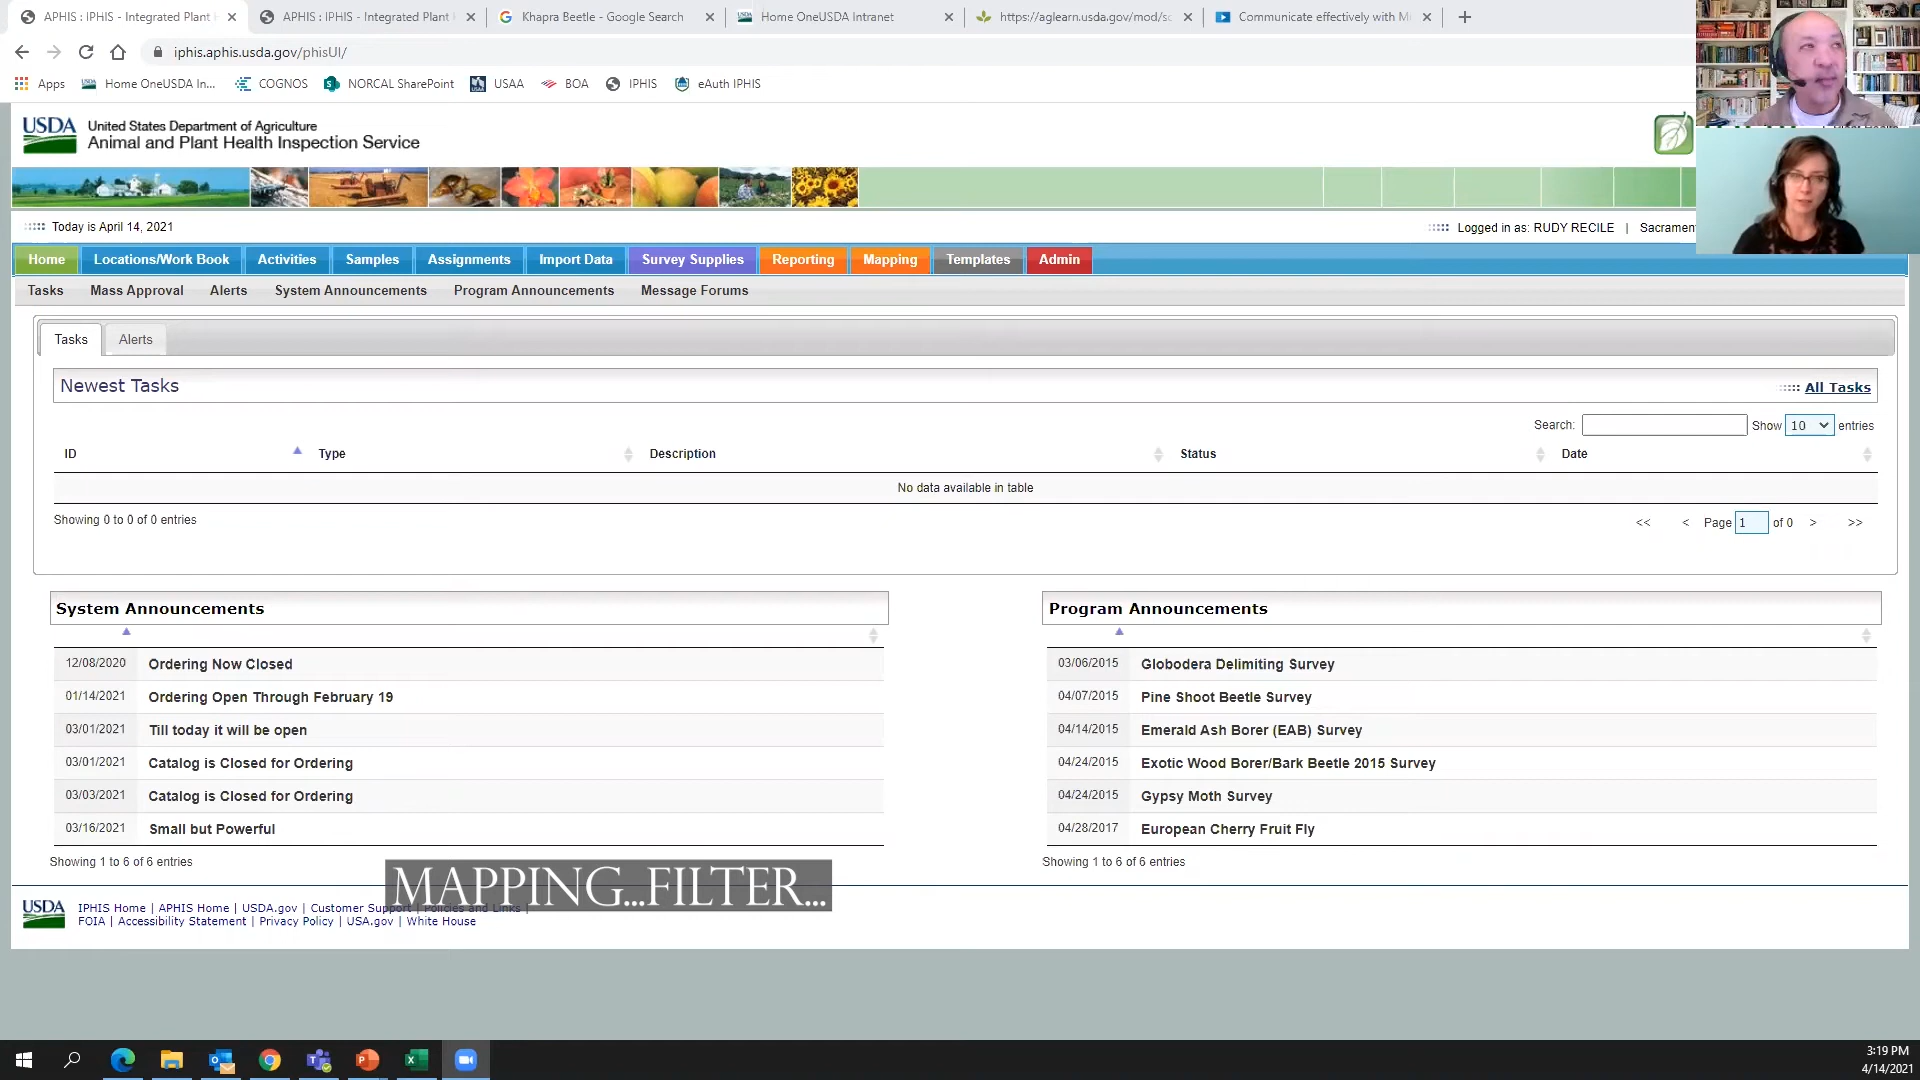 APHIS : IPHIS - Integrated Plant H
APHIS : IPHIS - Integrated Plant H
Khapra Beetle - Google Search
Home OneUSDA Intranet
https://aglearn.usda.gov/mod/sc
Communicate effectively with Mi
iphis.aphis.usda.gov/phisUI/
Apps
Home OneUSDA In...
COGNOS
NORCAL SharePoint
USAA
BOA
IPHIS
eAuth IPHIS
USDA
United States Department of Agriculture
Animal and Plant Health Inspection Service
Today is April 14, 2021
Logged in as: RUDY RECILE | Sacramen
Home
Locations/Work Book
Activities
Samples
Assignments
Import Data
Survey Supplies
Reporting
Mapping
Templates
Admin
Tasks
Mass Approval
Alerts
System Announcements
Program Announcements
Message Forums
Tasks
Alerts
Newest Tasks
All Tasks
Search:
Show 10 entries
ID
Type
Description
Status
Date
No data available in table
Showing 0 to 0 of 0 entries
<< < Page 1 of 0 > >>
System Announcements
12/08/2020 Ordering Now Closed
01/14/2021 Ordering Open Through February 19
03/01/2021 Till today it will be open
03/01/2021 Catalog is Closed for Ordering
03/03/2021 Catalog is Closed for Ordering
03/16/2021 Small but Powerful
Showing 1 to 6 of 6 entries
Program Announcements
03/06/2015 Globodera Delimiting Survey
04/07/2015 Pine Shoot Beetle Survey
04/14/2015 Emerald Ash Borer (EAB) Survey
04/24/2015 Exotic Wood Borer/Bark Beetle 2015 Survey
04/24/2015 Gypsy Moth Survey
04/28/2017 European Cherry Fruit Fly
Showing 1 to 6 of 6 entries
MAPPING...FILTER...
USDA
IPHIS Home | APHIS Home | USDA.gov | Customer Support | Policies and Links |
FOIA | Accessibility Statement | Privacy Policy | USA.gov | White House
3:19 PM
4/14/2021